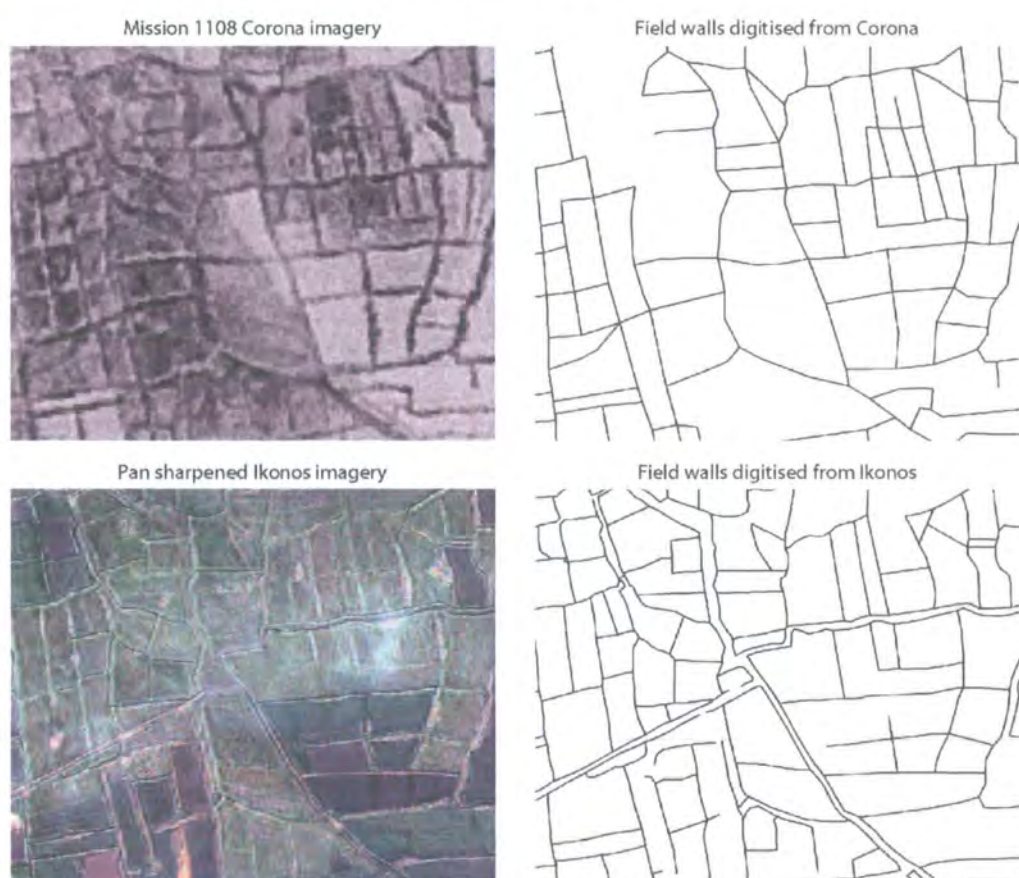 Mission 1108 Corona imagery
Field walls digitised from Corona
Pan sharpened Ikonos imagery
Field walls digitised from Ikonos